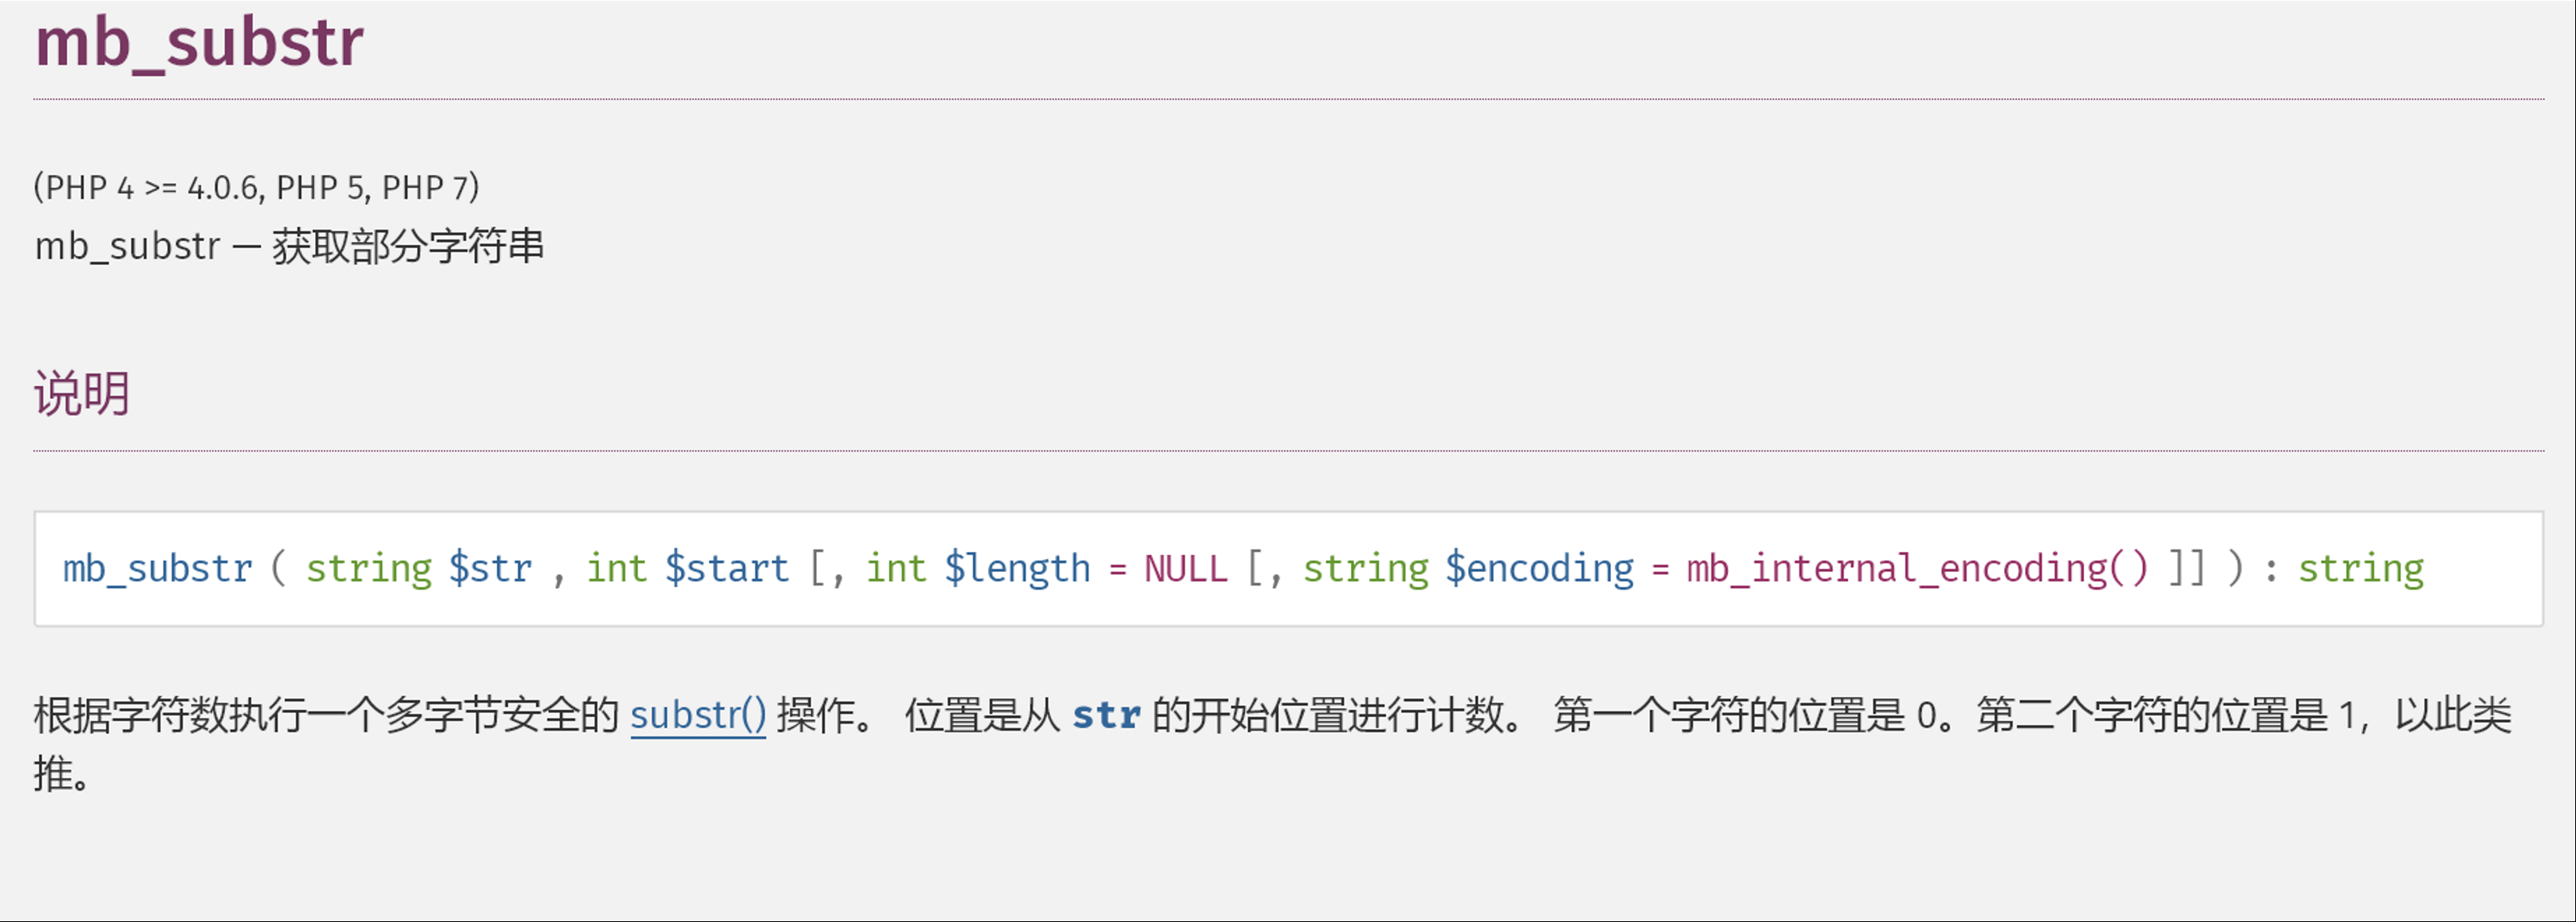 mb_substr
(PHP 4 >= 4.0.6, PHP 5, PHP 7)
mb_substr — 获取部分字符串
说明
mb_substr ( string $str , int $start [, int $length = NULL [, string $encoding = mb_internal_encoding() ]] ) : string
根据字符数执行一个多字节安全的 substr() 操作。 位置是从 str 的开始位置进行计数。 第一个字符的位置是 0。第二个字符的位置是 1，以此类
推。